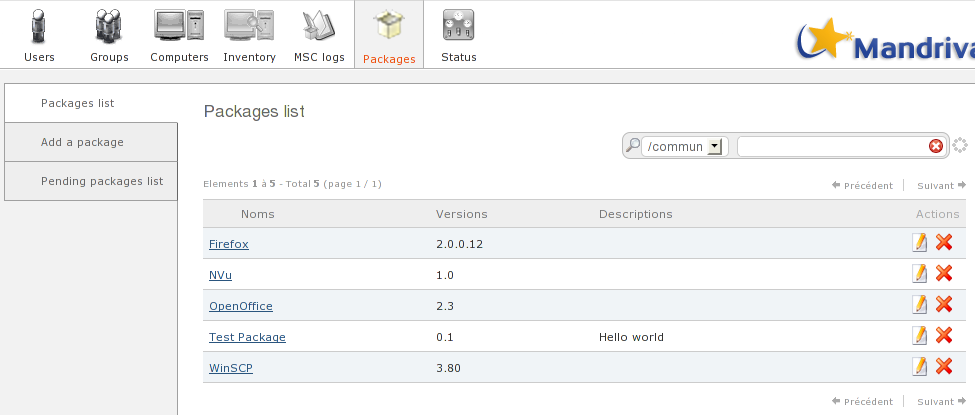 Users Groups Computers Inventory MSC logs Packages Status
Mandriva
Packages list
Add a package
Pending packages list
Packages list
/commun
Elements 1 à 5 - Total 5 (page 1 / 1)
Précédent | Suivant
Noms Versions Descriptions Actions
Firefox 2.0.0.12
NVu 1.0
OpenOffice 2.3
Test Package 0.1 Hello world
WinSCP 3.80
Précédent | Suivant